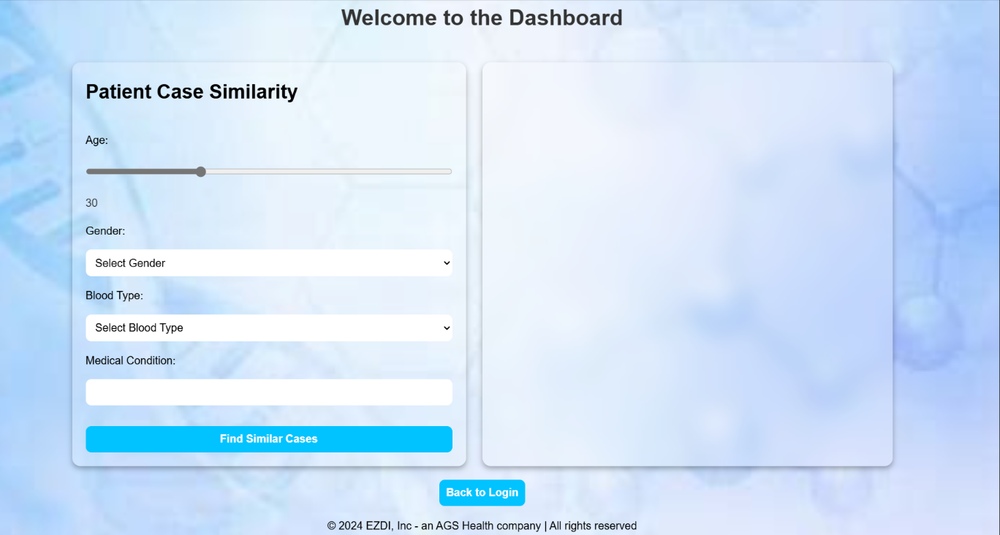 Welcome to the Dashboard
Patient Case Similarity
Age:
30
Gender:
Select Gender
Blood Type:
Select Blood Type
Medical Condition:
Find Similar Cases
Back to Login
© 2024 EZDI, Inc - an AGS Health company | All rights reserved